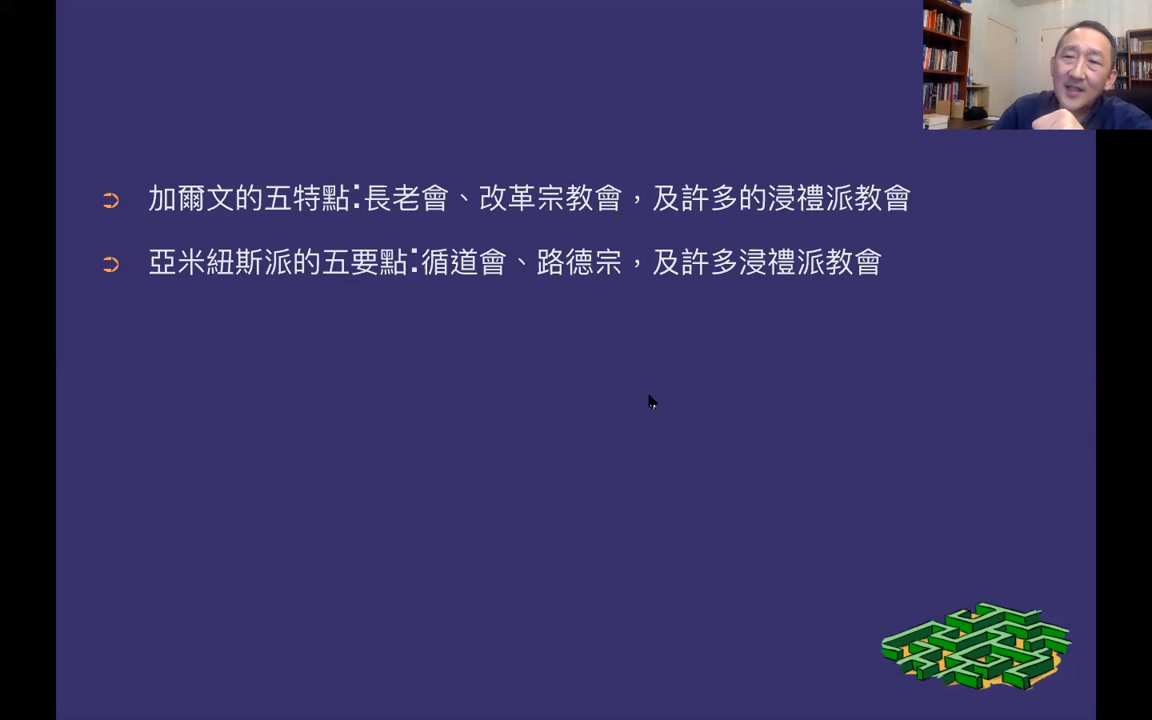 加爾文的五特點:長老會、改革宗教會，及許多的浸禮派教會
亞米紐斯派的五要點:循道會、路德宗，及許多浸禮派教會